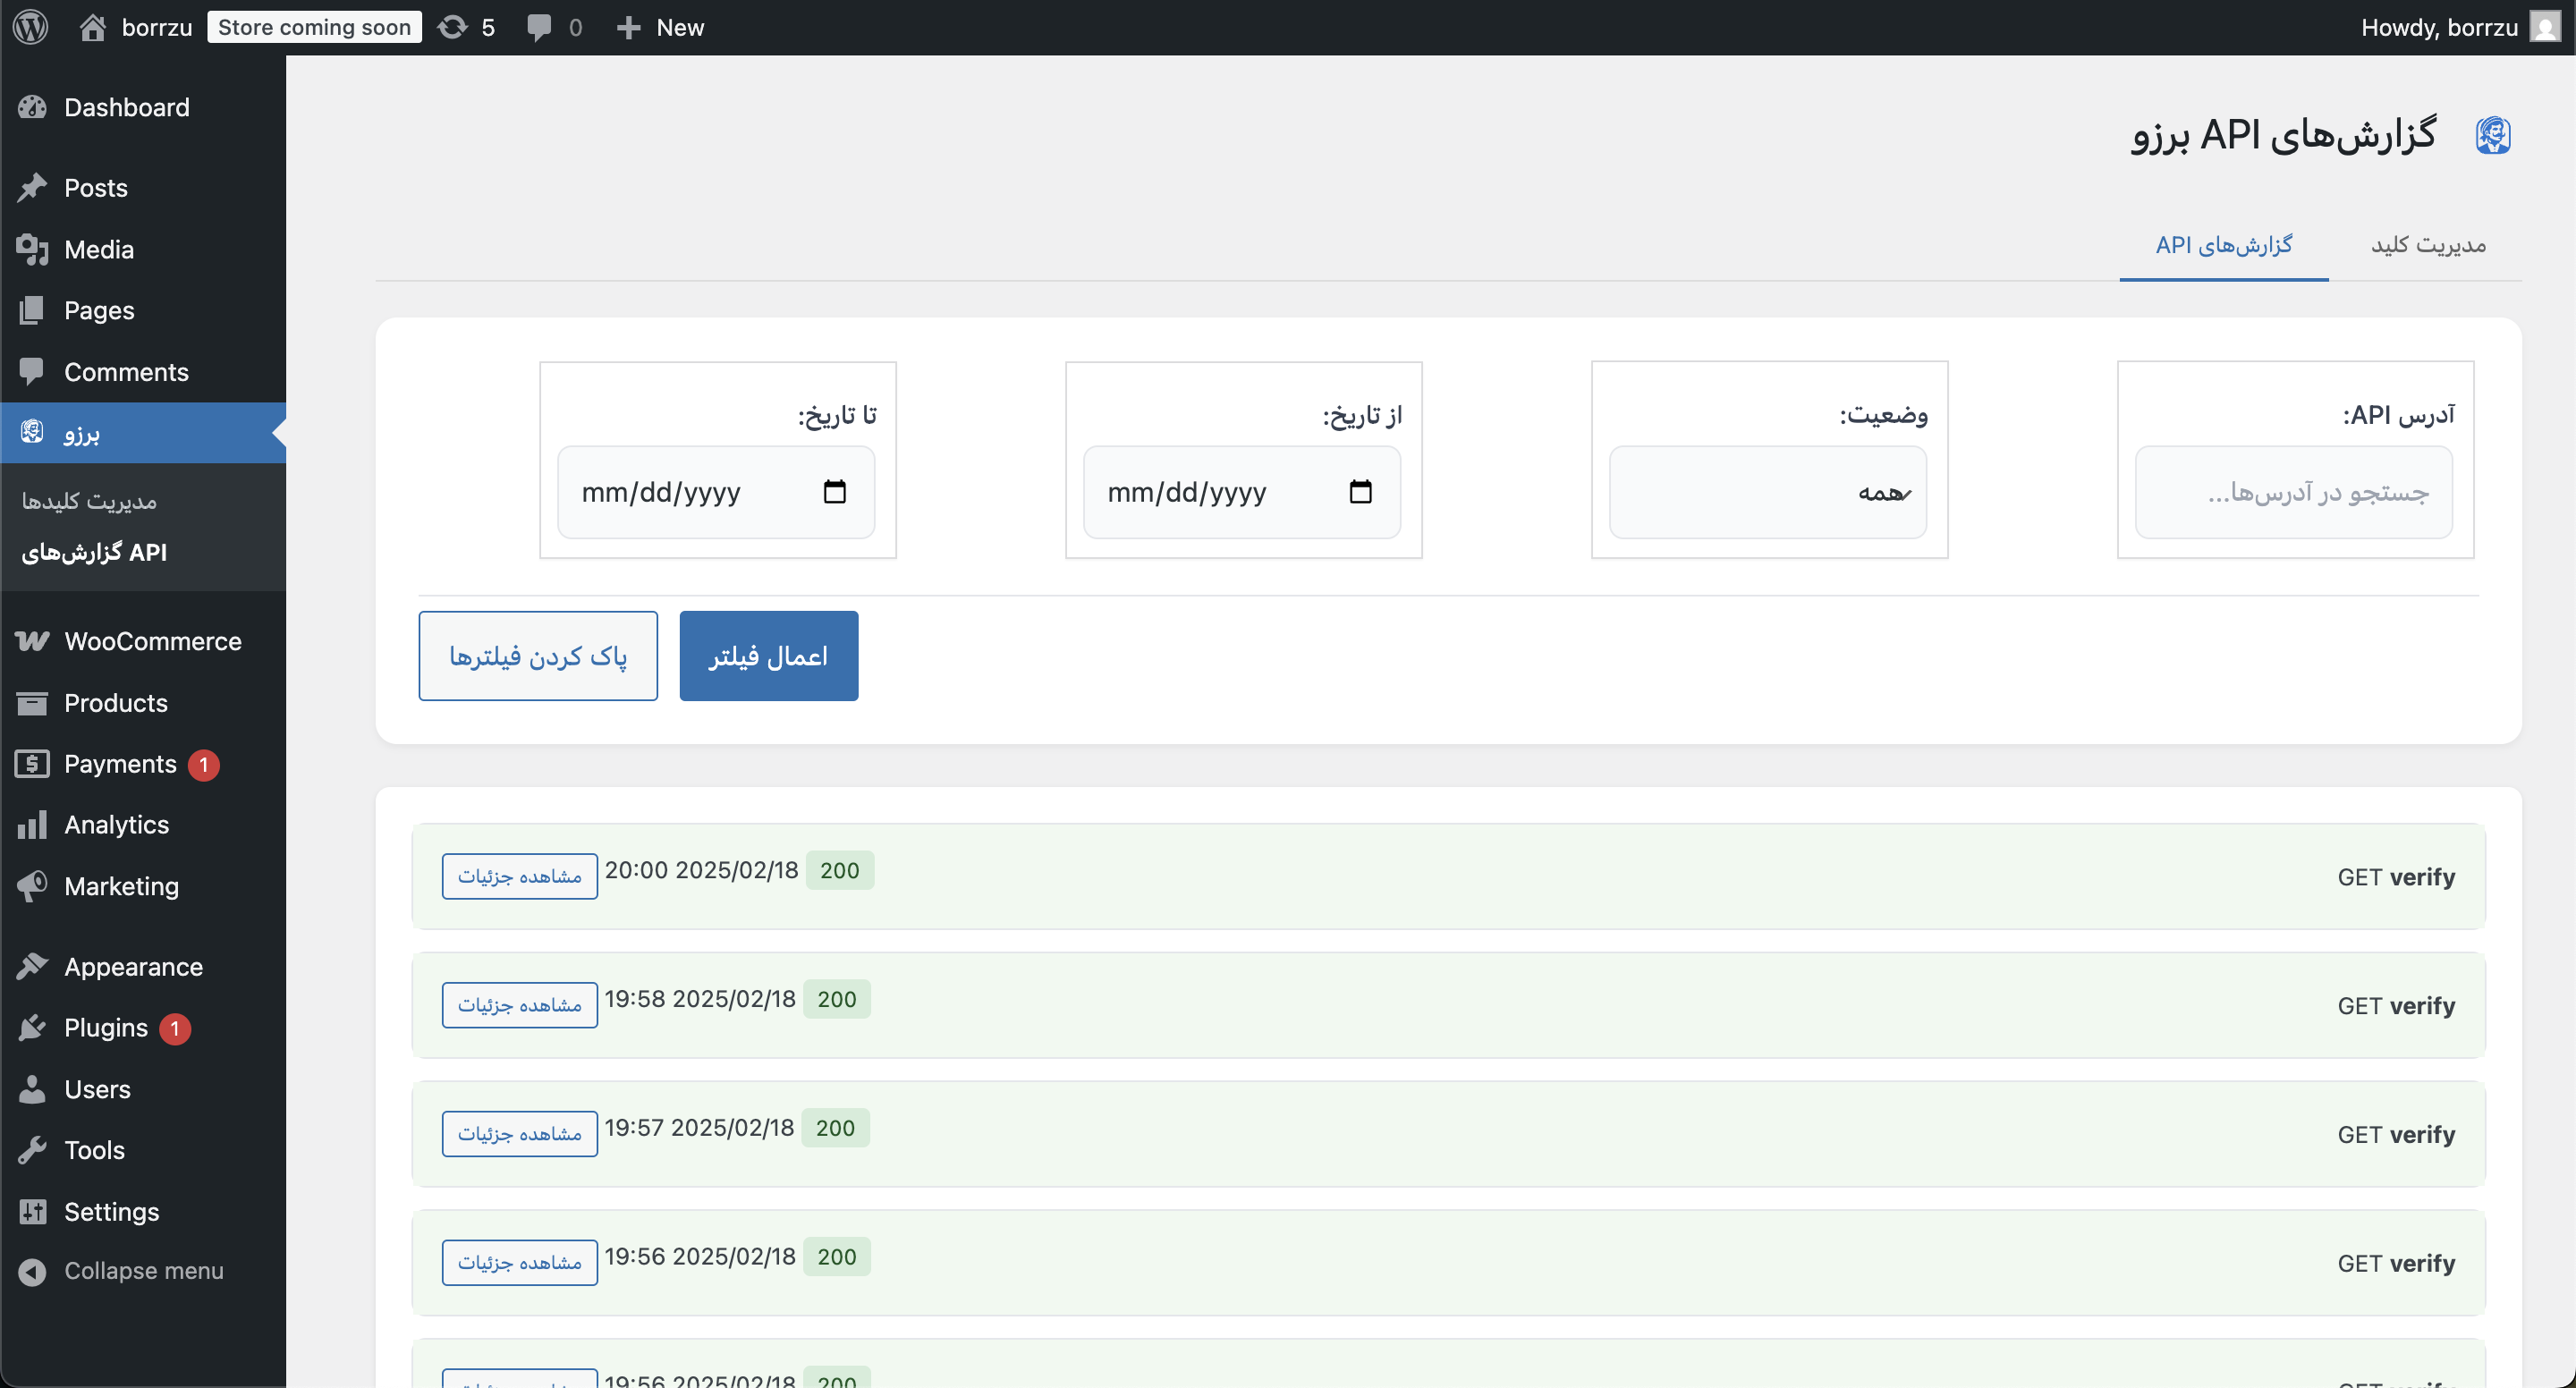 borrzu Store coming soon 5 0 New Howdy, borrzu
Dashboard
Posts
Media
Pages
Comments
برزو
مدیریت کلیدها
API گزارش‌های
WooCommerce
Products
Payments 1
Analytics
Marketing
Appearance
Plugins 1
Users
Tools
Settings
Collapse menu
گزارش‌های API برزو
مدیریت کلید
گزارش‌های API
آدرس API:
جستجو در آدرس‌ها...
وضعیت:
همه
از تاریخ:
mm/dd/yyyy
تا تاریخ:
mm/dd/yyyy
اعمال فیلتر
پاک کردن فیلترها
GET verify
200
20:00 2025/02/18
مشاهده جزئیات
GET verify
200
19:58 2025/02/18
مشاهده جزئیات
GET verify
200
19:57 2025/02/18
مشاهده جزئیات
GET verify
200
19:56 2025/02/18
مشاهده جزئیات
GET verify
200
19:56 2025/02/18